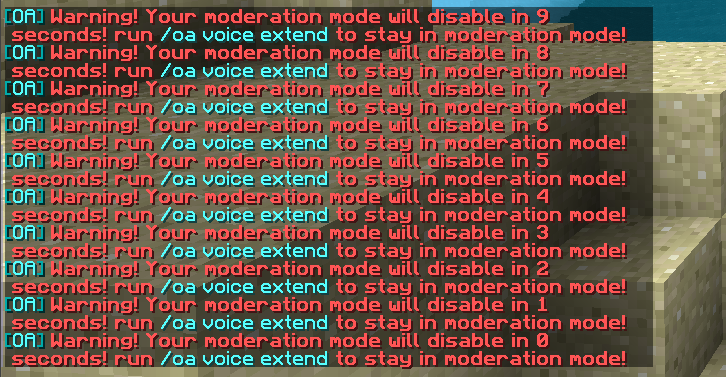 [OA] Warning! Your moderation mode will disable in 9
seconds! run /oa voice extend to stay in moderation mode!
[OA] Warning! Your moderation mode will disable in 8
seconds! run /oa voice extend to stay in moderation mode!
[OA] Warning! Your moderation mode will disable in 7
seconds! run /oa voice extend to stay in moderation mode!
[OA] Warning! Your moderation mode will disable in 6
seconds! run /oa voice extend to stay in moderation mode!
[OA] Warning! Your moderation mode will disable in 5
seconds! run /oa voice extend to stay in moderation mode!
[OA] Warning! Your moderation mode will disable in 4
seconds! run /oa voice extend to stay in moderation mode!
[OA] Warning! Your moderation mode will disable in 3
seconds! run /oa voice extend to stay in moderation mode!
[OA] Warning! Your moderation mode will disable in 2
seconds! run /oa voice extend to stay in moderation mode!
[OA] Warning! Your moderation mode will disable in 1
seconds! run /oa voice extend to stay in moderation mode!
[OA] Warning! Your moderation mode will disable in 0
seconds! run /oa voice extend to stay in moderation mode!